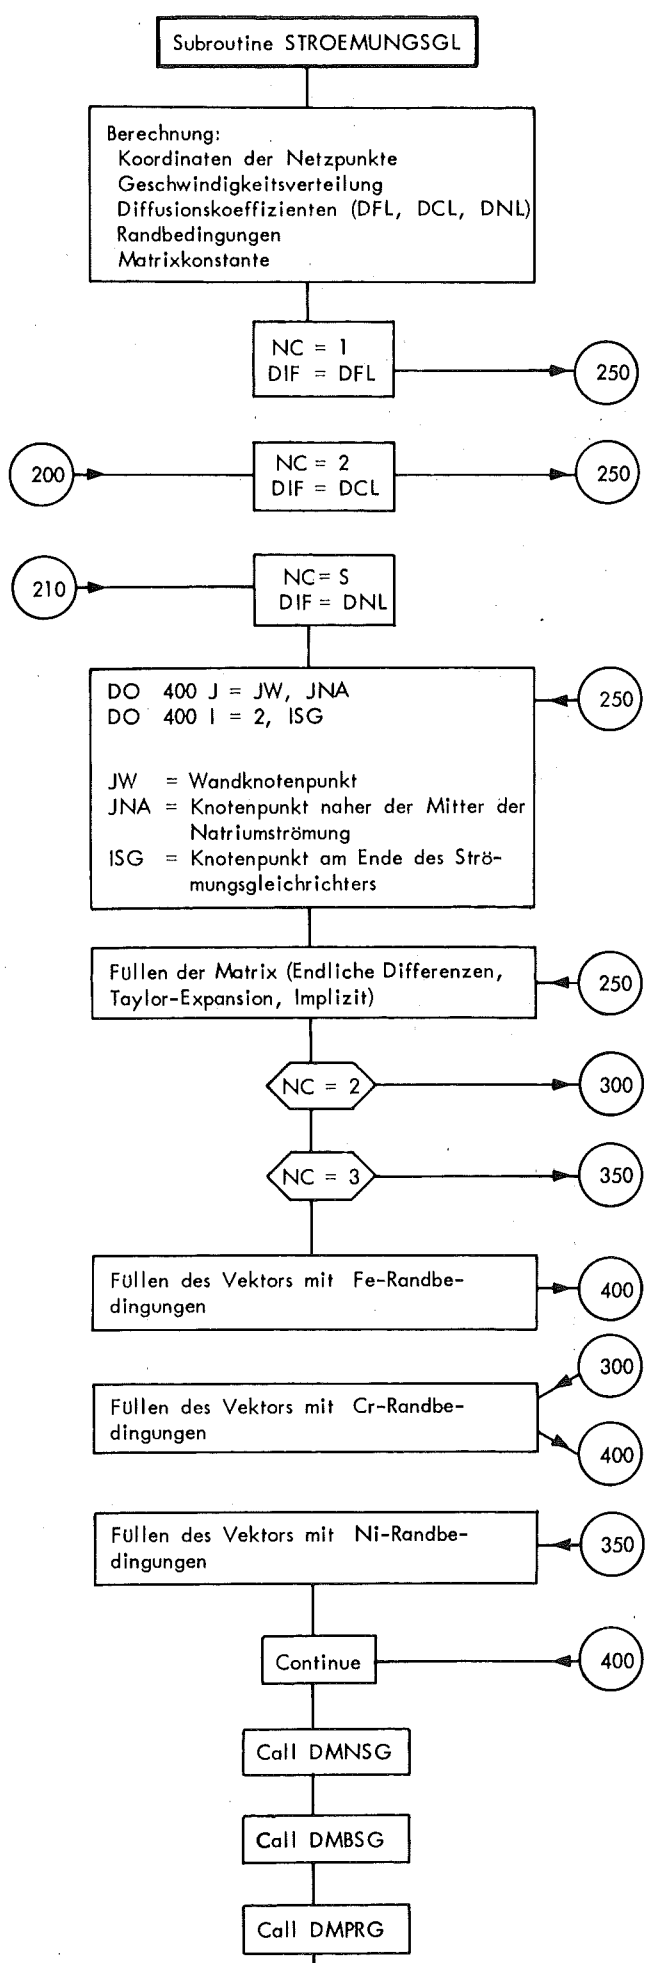 Subroutine STROEMUNGSGL
Berechnung:
Koordinaten der Netzpunkte
Geschwindigkeitsverteilung
Diffusionskoeffizienten (DFL, DCL, DNL)
Randbedingungen
Matrixkonstante
NC = 1
DIF = DFL
250
200
NC = 2
DIF = DCL
250
210
NC= S
DIF = DNL
DO 400 J = JW, JNA
DO 400 I = 2, ISG
250
JW = Wandknotenpunkt
JNA = Knotenpunkt naher der Mitter der
Natriumströmung
ISG = Knotenpunkt am Ende des Strö-
mungsgleichrichters
Füllen der Matrix (Endliche Differenzen,
Taylor-Expansion, Implizit)
250
NC = 2
300
NC = 3
350
Füllen des Vektors mit Fe-Randbe-
dingungen
400
300
Füllen des Vektors mit Cr-Randbe-
dingungen
400
Füllen des Vektors mit Ni-Randbe-
dingungen
350
Continue
400
Call DMNSG
Call DMBSG
Call DMPRG